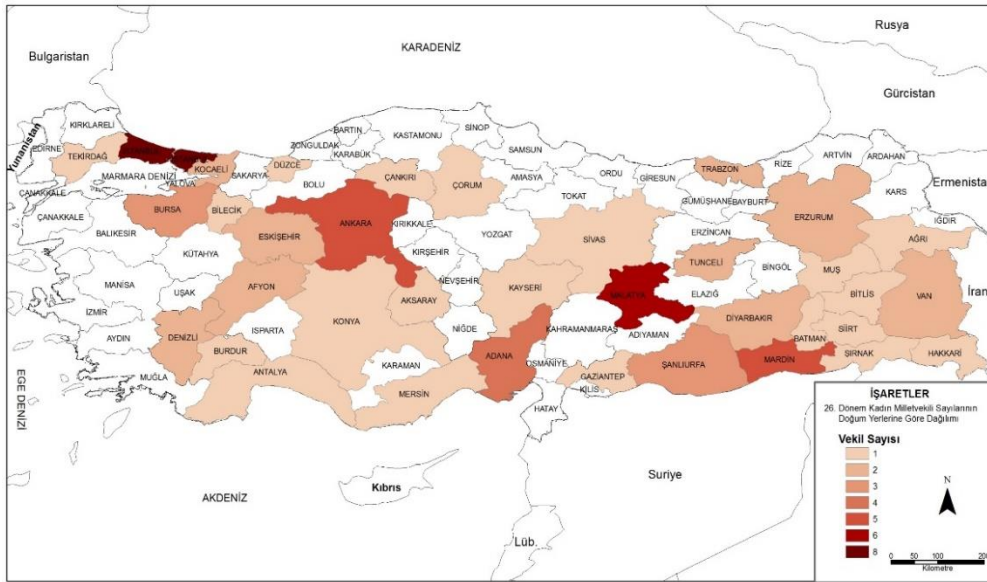 Rusya
Bulgaristan
KARADENİZ
Gürcistan
Yunanistan
KIRKLARELİ
EDİRNE
TEKİRDAĞ
KOCAELİ
MARMARA DENİZİ
YALOVA
SAKARYA
DÜZCE
ZONGULDAK
BARTIN
KARABÜK
KASTAMONU
SİNOP
SAMSUN
ORDU
GİRESUN
TRABZON
RİZE
ARTVİN
ARDAHAN
KARS
Ermenista
IĞDIR
ÇANAKKALE
ÇANAKKALE
BALIKESİR
BURSA
BİLECİK
BOLU
ÇANKIRI
ÇORUM
AMASYA
TOKAT
GÜMÜŞHANE
BAYBURT
ERZURUM
AĞRI
KÜTAHYA
ESKİŞEHİR
ANKARA
KIRIKKALE
KIRŞEHİR
YOZGAT
SİVAS
ERZİNCAN
TUNCELİ
BİNGÖL
MUŞ
BİTLİS
VAN
İran
MANİSA
UŞAK
AFYON
AKSARAY
NEVŞEHİR
KAYSERİ
MALATYA
ELAZIĞ
DİYARBAKIR
BATMAN
SİİRT
ŞIRNAK
HAKKARİ
İZMİR
AYDIN
DENİZLİ
ISPARTA
KONYA
NİĞDE
KAHRAMANMARAŞ
ADIYAMAN
MARDİN
ŞANLIURFA
MUĞLA
BURDUR
ANTALYA
KARAMAN
MERSİN
ADANA
OSMANİYE
GAZİANTEP
KİLİS
HATAY
EGE DENİZİ
AKDENİZ
Kıbrıs
Suriye
Lüb.
İŞARETLER
26. Dönem Kadın Milletvekili Sayılarının
Doğum Yerlerine Göre Dağılımı
Vekil Sayısı
1
2
3
4
5
6
8
N
0 50 100 200
Kilometre